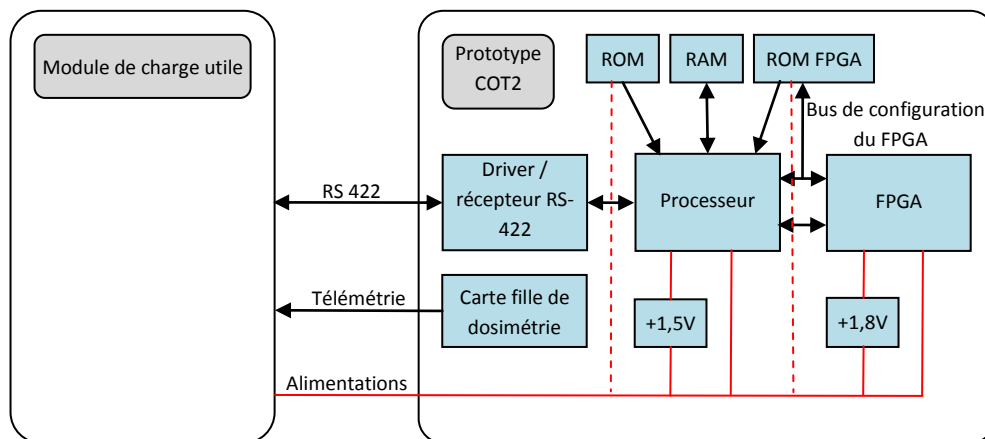 Module de charge utile
Prototype
COT2
ROM
RAM
ROM FPGA
Bus de configuration
du FPGA
RS 422
Driver /
récepteur RS-
422
Processeur
FPGA
Télémétrie
Carte fille de
dosimétrie
+1,5V
+1,8V
Alimentations